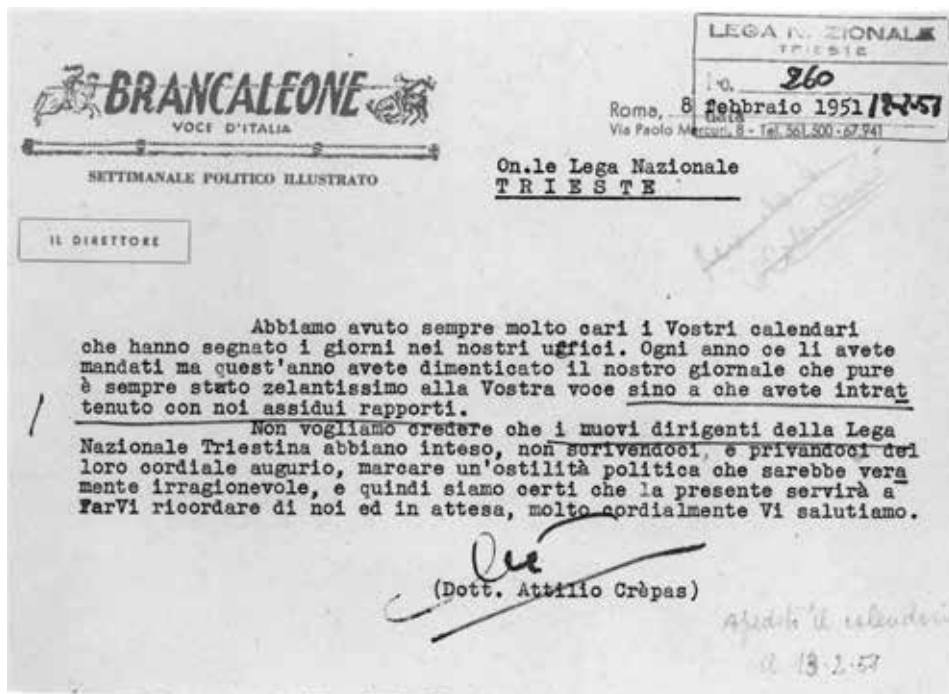 BRANCALEONE
VOCE D'ITALIA
SETTIMANALE POLITICO ILLUSTRATO
IL DIRETTORE
LEGA NAZIONALE
TRIESTE
No. 260
Data 12-2-51
Roma, 8 febbraio 1951
Via Paolo Mercuri, 8 - Tel. 561.500 - 67.941
On.le Lega Nazionale
TRIESTE
Abbiamo avuto sempre molto cari i Vostri calendari
che hanno segnato i giorni nei nostri uffici. Ogni anno ce li avete
mandati ma quest'anno avete dimenticato il nostro giornale che pure
è sempre stato zelantissimo alla Vostra voce sino a che avete intrat
tenuto con noi assidui rapporti.
Non vogliamo credere che i nuovi dirigenti della Lega
Nazionale Triestina abbiano inteso, non scrivendoci, e privandoci del
loro cordiale augurio, marcare un'ostilità politica che sarebbe vera
mente irragionevole, e quindi siamo certi che la presente servirà a
FarVi ricordare di noi ed in attesa, molto cordialmente Vi salutiamo.
(Dott. Attilio Crèpas)
spedito il calendario
il 13-2-51